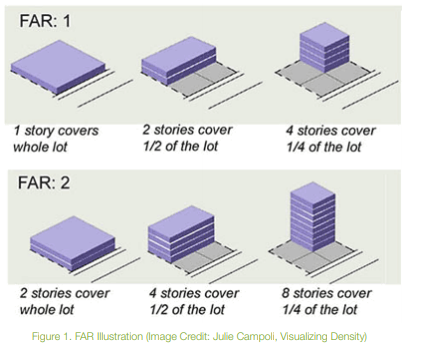 FAR: 1
1 story covers
whole lot
2 stories cover
1/2 of the lot
4 stories cover
1/4 of the lot
FAR: 2
2 stories cover
whole lot
4 stories cover
1/2 of the lot
8 stories cover
1/4 of the lot
Figure 1. FAR Illustration (Image Credit: Julie Campoli, Visualizing Density)